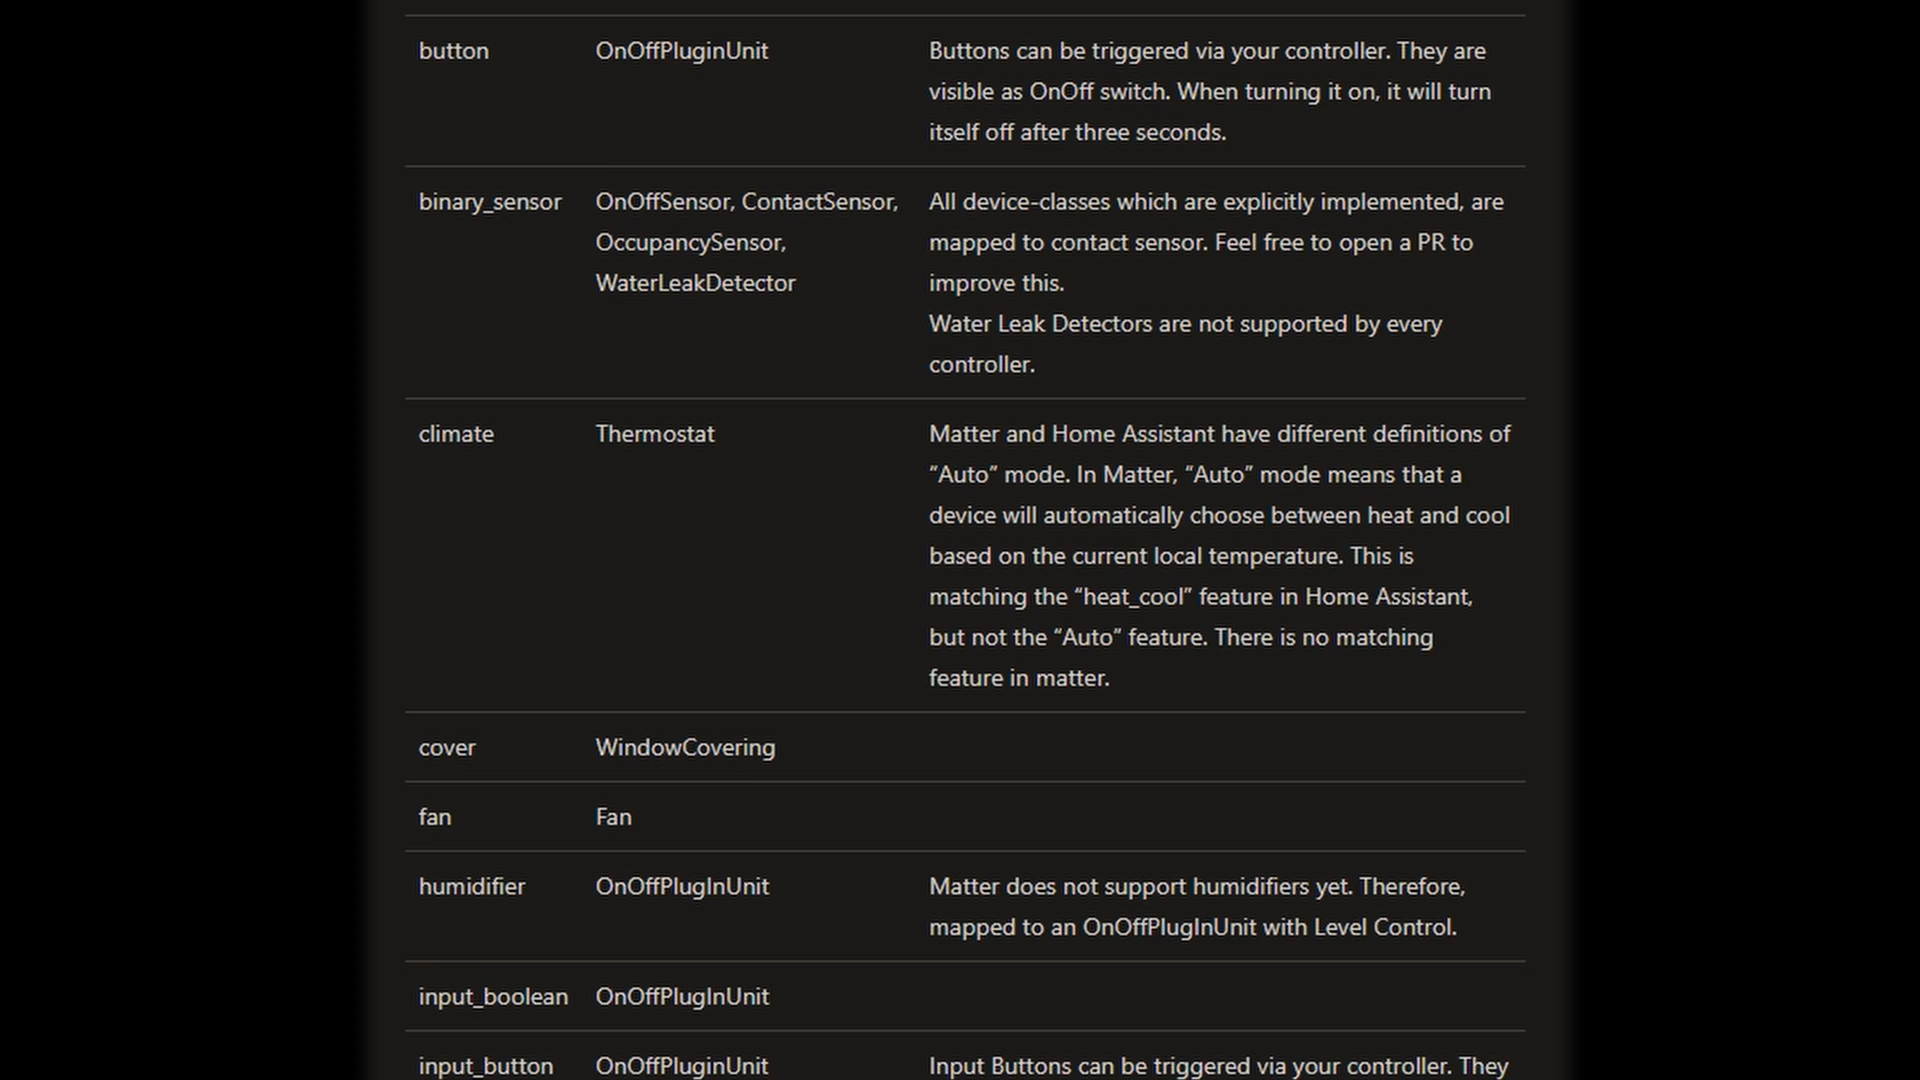 button OnOffPluginUnit Buttons can be triggered via your controller. They are
visible as OnOff switch. When turning it on, it will turn
itself off after three seconds.
binary_sensor OnOffSensor, ContactSensor, All device-classes which are explicitly implemented, are
OccupancySensor, mapped to contact sensor. Feel free to open a PR to
WaterLeakDetector improve this.
Water Leak Detectors are not supported by every
controller.
climate Thermostat Matter and Home Assistant have different definitions of
“Auto” mode. In Matter, “Auto” mode means that a
device will automatically choose between heat and cool
based on the current local temperature. This is
matching the “heat_cool” feature in Home Assistant,
but not the “Auto” feature. There is no matching
feature in matter.
cover WindowCovering
fan Fan
humidifier OnOffPlugInUnit Matter does not support humidifiers yet. Therefore,
mapped to an OnOffPlugInUnit with Level Control.
input_boolean OnOffPlugInUnit
input_button OnOffPluginUnit Input Buttons can be triggered via your controller. They